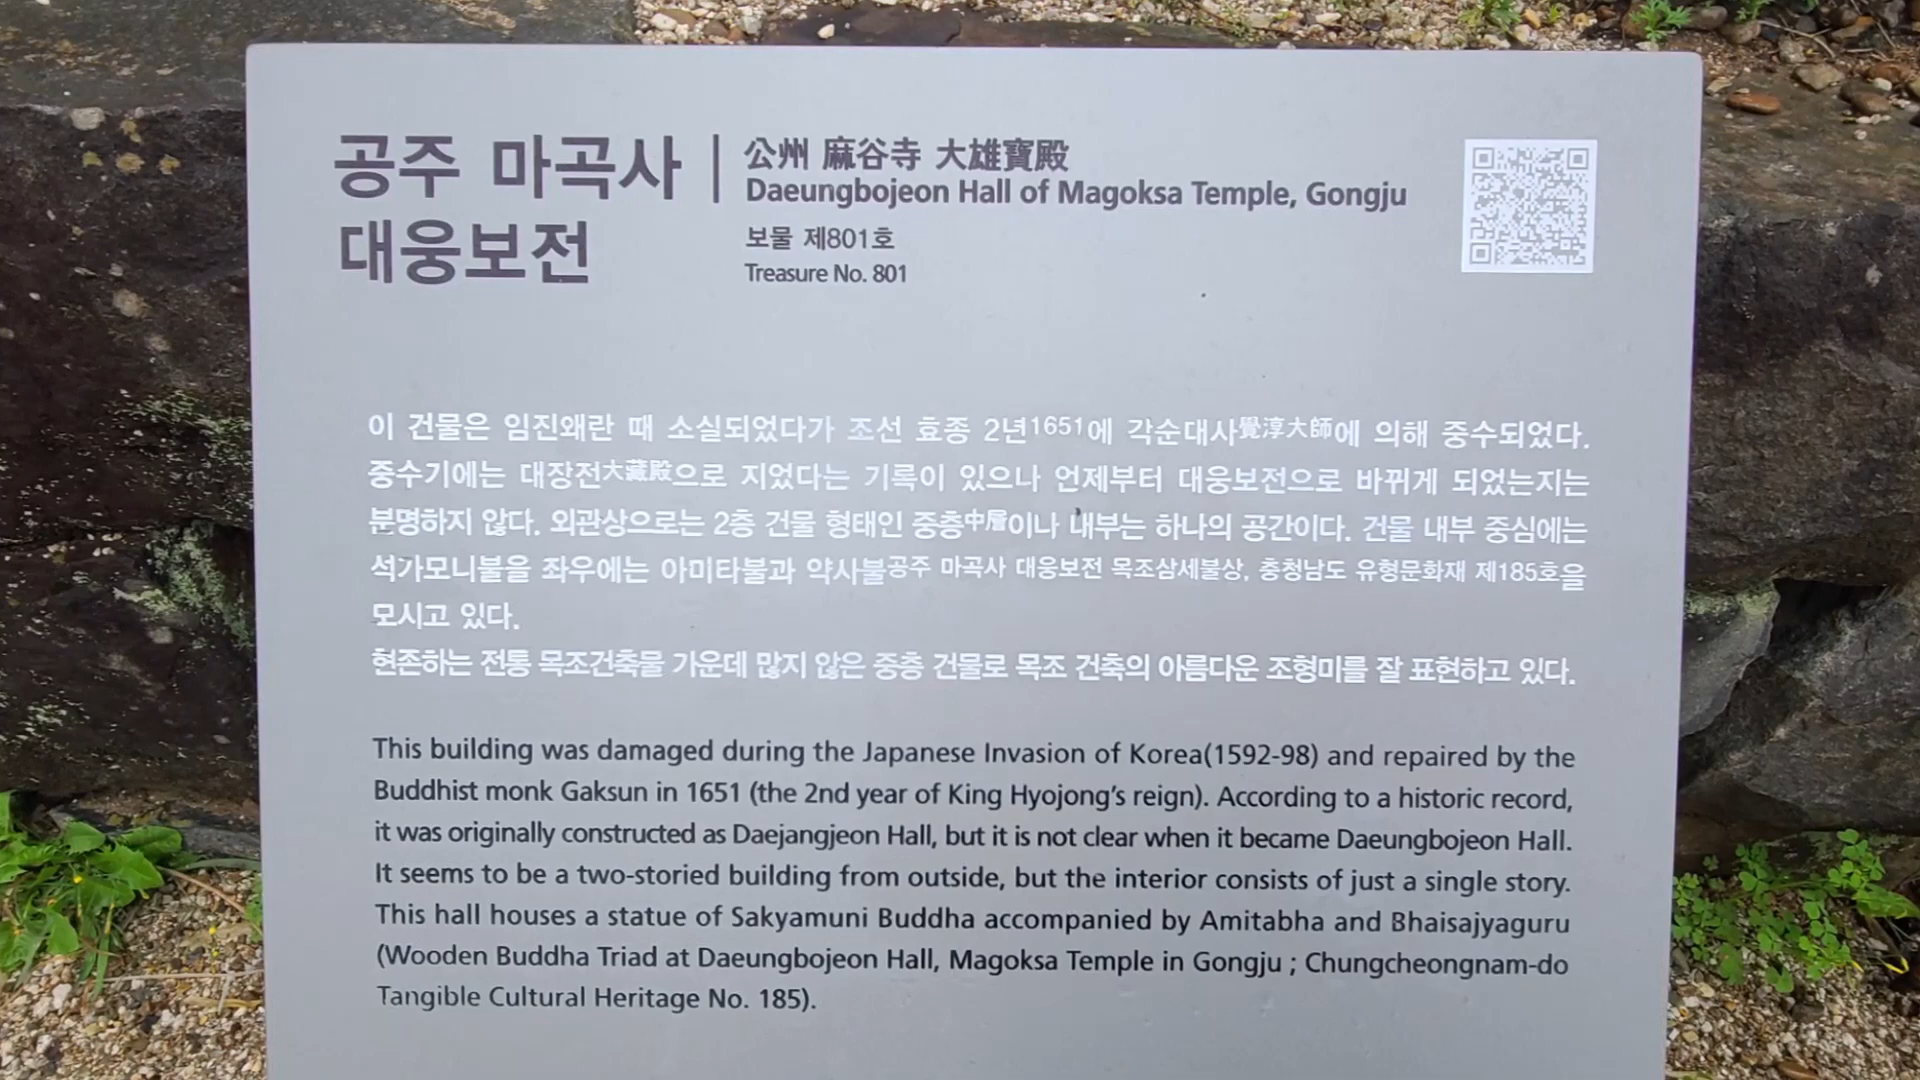 공주 마곡사
대웅보전
公州 麻谷寺 大雄寶殿
Daeungbojeon Hall of Magoksa Temple, Gongju
보물 제801호
Treasure No. 801
이 건물은 임진왜란 때 소실되었다가 조선 효종 2년1651에 각순대사覺淳大師에 의해 중수되었다.
중수기에는 대장전大藏殿으로 지었다는 기록이 있으나 언제부터 대웅보전으로 바뀌게 되었는지는
분명하지 않다. 외관상으로는 2층 건물 형태인 중층中層이나 내부는 하나의 공간이다. 건물 내부 중심에는
석가모니불을 좌우에는 아미타불과 약사불공주 마곡사 대웅보전 목조삼세불상, 충청남도 유형문화재 제185호을
모시고 있다.
현존하는 전통 목조건축물 가운데 많지 않은 중층 건물로 목조 건축의 아름다운 조형미를 잘 표현하고 있다.
This building was damaged during the Japanese Invasion of Korea(1592-98) and repaired by the
Buddhist monk Gaksun in 1651 (the 2nd year of King Hyojong's reign). According to a historic record,
it was originally constructed as Daejangjeon Hall, but it is not clear when it became Daeungbojeon Hall.
It seems to be a two-storied building from outside, but the interior consists of just a single story.
This hall houses a statue of Sakyamuni Buddha accompanied by Amitabha and Bhaisajyaguru
(Wooden Buddha Triad at Daeungbojeon Hall, Magoksa Temple in Gongju ; Chungcheongnam-do
Tangible Cultural Heritage No. 185).